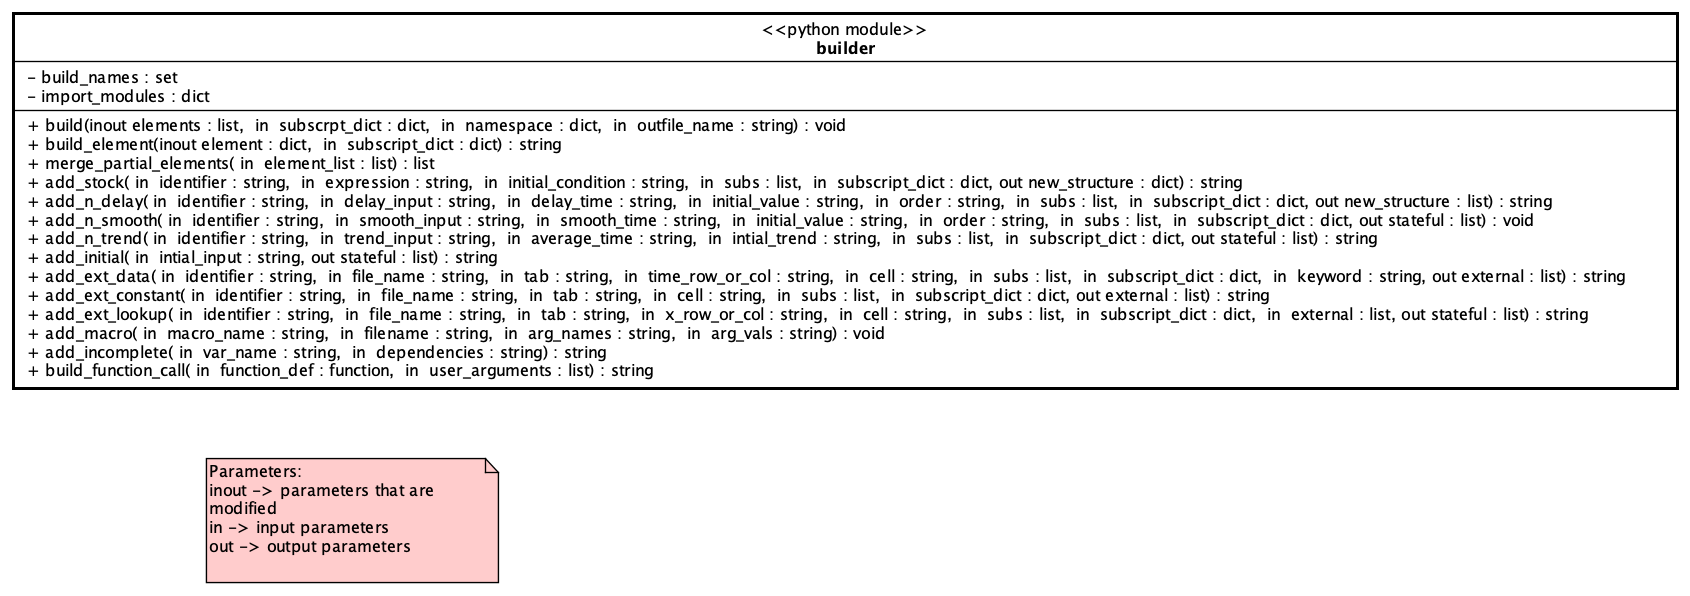 <<python module>>
builder
- build_names : set
- import_modules : dict
+ build(inout elements : list, in subscrpt_dict : dict, in namespace : dict, in outfile_name : string) : void
+ build_element(inout element : dict, in subscript_dict : dict) : string
+ merge_partial_elements( in element_list : list) : list
+ add_stock( in identifier : string, in expression : string, in initial_condition : string, in subs : list, in subscript_dict : dict, out new_structure : dict) : string
+ add_n_delay( in identifier : string, in delay_input : string, in delay_time : string, in initial_value : string, in order : string, in subs : list, in subscript_dict : dict, out new_structure : list) : string
+ add_n_smooth( in identifier : string, in smooth_input : string, in smooth_time : string, in initial_value : string, in order : string, in subs : list, in subscript_dict : dict, out stateful : list) : void
+ add_n_trend( in identifier : string, in trend_input : string, in average_time : string, in intial_trend : string, in subs : list, in subscript_dict : dict, out stateful : list) : string
+ add_initial( in intial_input : string, out stateful : list) : string
+ add_ext_data( in identifier : string, in file_name : string, in tab : string, in time_row_or_col : string, in cell : string, in subs : list, in subscript_dict : dict, in keyword : string, out external : list) : string
+ add_ext_constant( in identifier : string, in file_name : string, in tab : string, in cell : string, in subs : list, in subscript_dict : dict, out external : list) : string
+ add_ext_lookup( in identifier : string, in file_name : string, in tab : string, in x_row_or_col : string, in cell : string, in subs : list, in subscript_dict : dict, in external : list, out stateful : list) : string
+ add_macro( in macro_name : string, in filename : string, in arg_names : string, in arg_vals : string) : void
+ add_incomplete( in var_name : string, in dependencies : string) : string
+ build_function_call( in function_def : function, in user_arguments : list) : string
Parameters:
inout -> parameters that are
modified
in -> input parameters
out -> output parameters